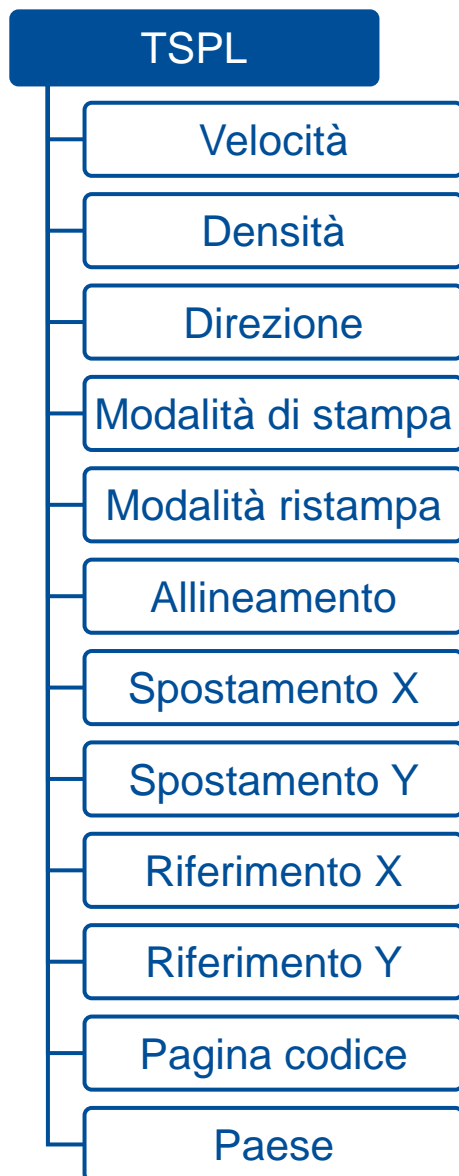 TSPL
Velocità
Densità
Direzione
Modalità di stampa
Modalità ristampa
Allineamento
Spostamento X
Spostamento Y
Riferimento X
Riferimento Y
Pagina codice
Paese